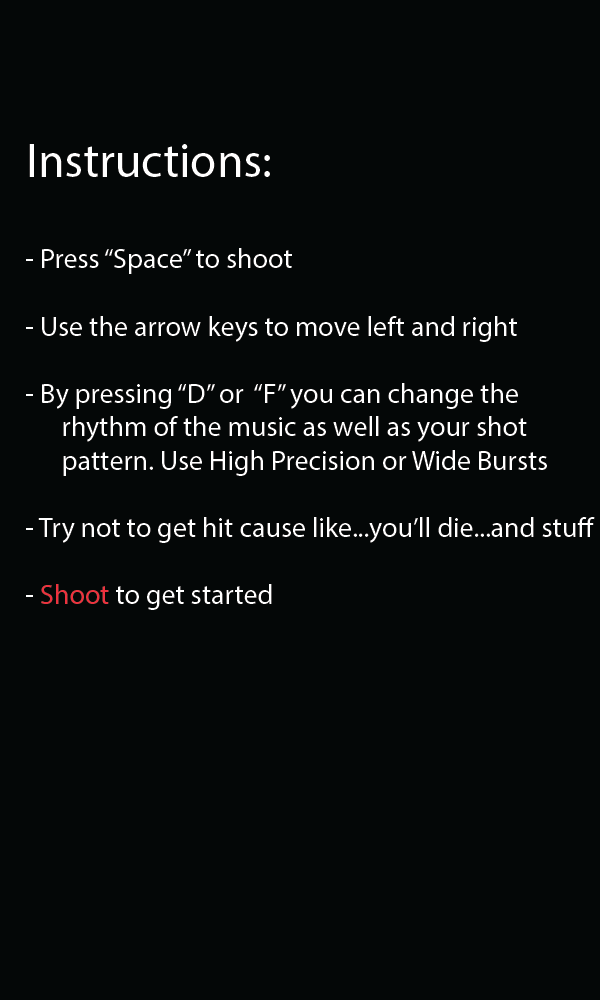 Instructions:
- Press “Space” to shoot
- Use the arrow keys to move left and right
- By pressing “D” or “F” you can change the
rhythm of the music as well as your shot
pattern. Use High Precision or Wide Bursts
- Try not to get hit cause like...you’ll die...and stuff
- Shoot to get started